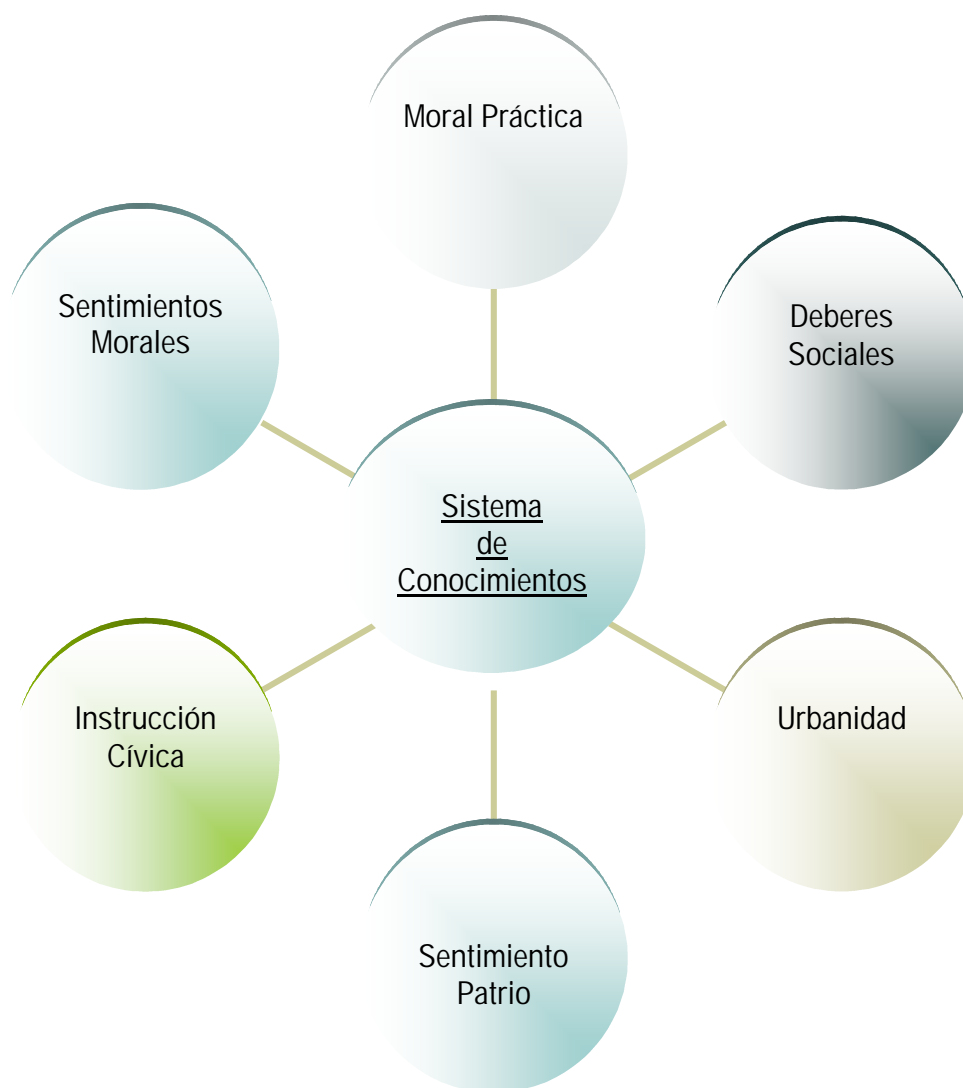 Moral Práctica
Sentimientos
Morales
Deberes
Sociales
Sistema
de
Conocimientos
Instrucción
Cívica
Urbanidad
Sentimiento
Patrio